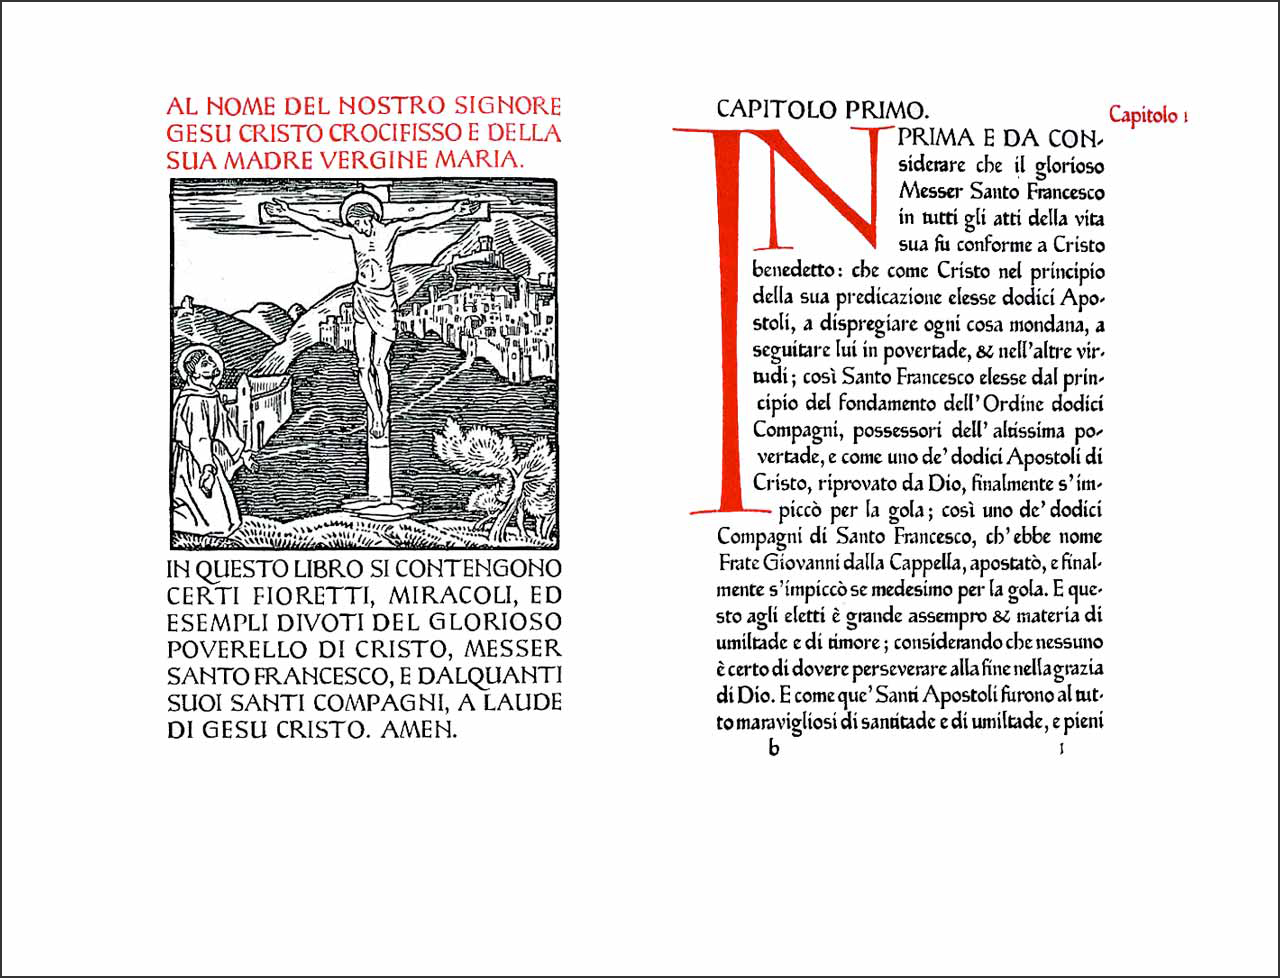 AL NOME DEL NOSTRO SIGNORE
GESU CRISTO CROCIFISSO E DELLA
SUA MADRE VERGINE MARIA.
IN QUESTO LIBRO SI CONTENGONO
CERTI FIORETTI, MIRACOLI, ED
ESEMPLI DIVOTI DEL GLORIOSO
POVERELLO DI CRISTO, MESSER
SANTO FRANCESCO, E DALQUANTI
SUOI SANTI COMPAGNI, A LAUDE
DI GESU CRISTO. AMEN.
CAPITOLO PRIMO.
Capitolo 1
IN PRIMA E DA CON-
siderare che il glorioso
Messer Santo Francesco
in tutti gli atti della vita
sua fu conforme a Cristo
benedetto: che come Cristo nel principio
della sua predicazione elesse dodici Apo-
stoli, a dispregiare ogni cosa mondana, a
seguitare lui in povertade, & nell'altre vir-
tudi; così Santo Francesco elesse dal prin-
cipio del fondamento dell'Ordine dodici
Compagni, possessori dell' altissima po-
vertade, e come uno de' dodici Apostoli di
Cristo, riprovato da Dio, finalmente s'im-
piccò per la gola; così uno de' dodici
Compagni di Santo Francesco, ch'ebbe nome
Frate Giovanni dalla Cappella, apostatò, e final-
mente s'impiccò se medesimo per la gola. E que-
sto agli eletti è grande assempro & materia di
umiltade e di timore; considerando che nessuno
è certo di dovere perseverare alla fine nella grazia
di Dio. E come que' Santi Apostoli furono al tut-
to maravigliosi di santitade e di umiltade, e pieni
b 1